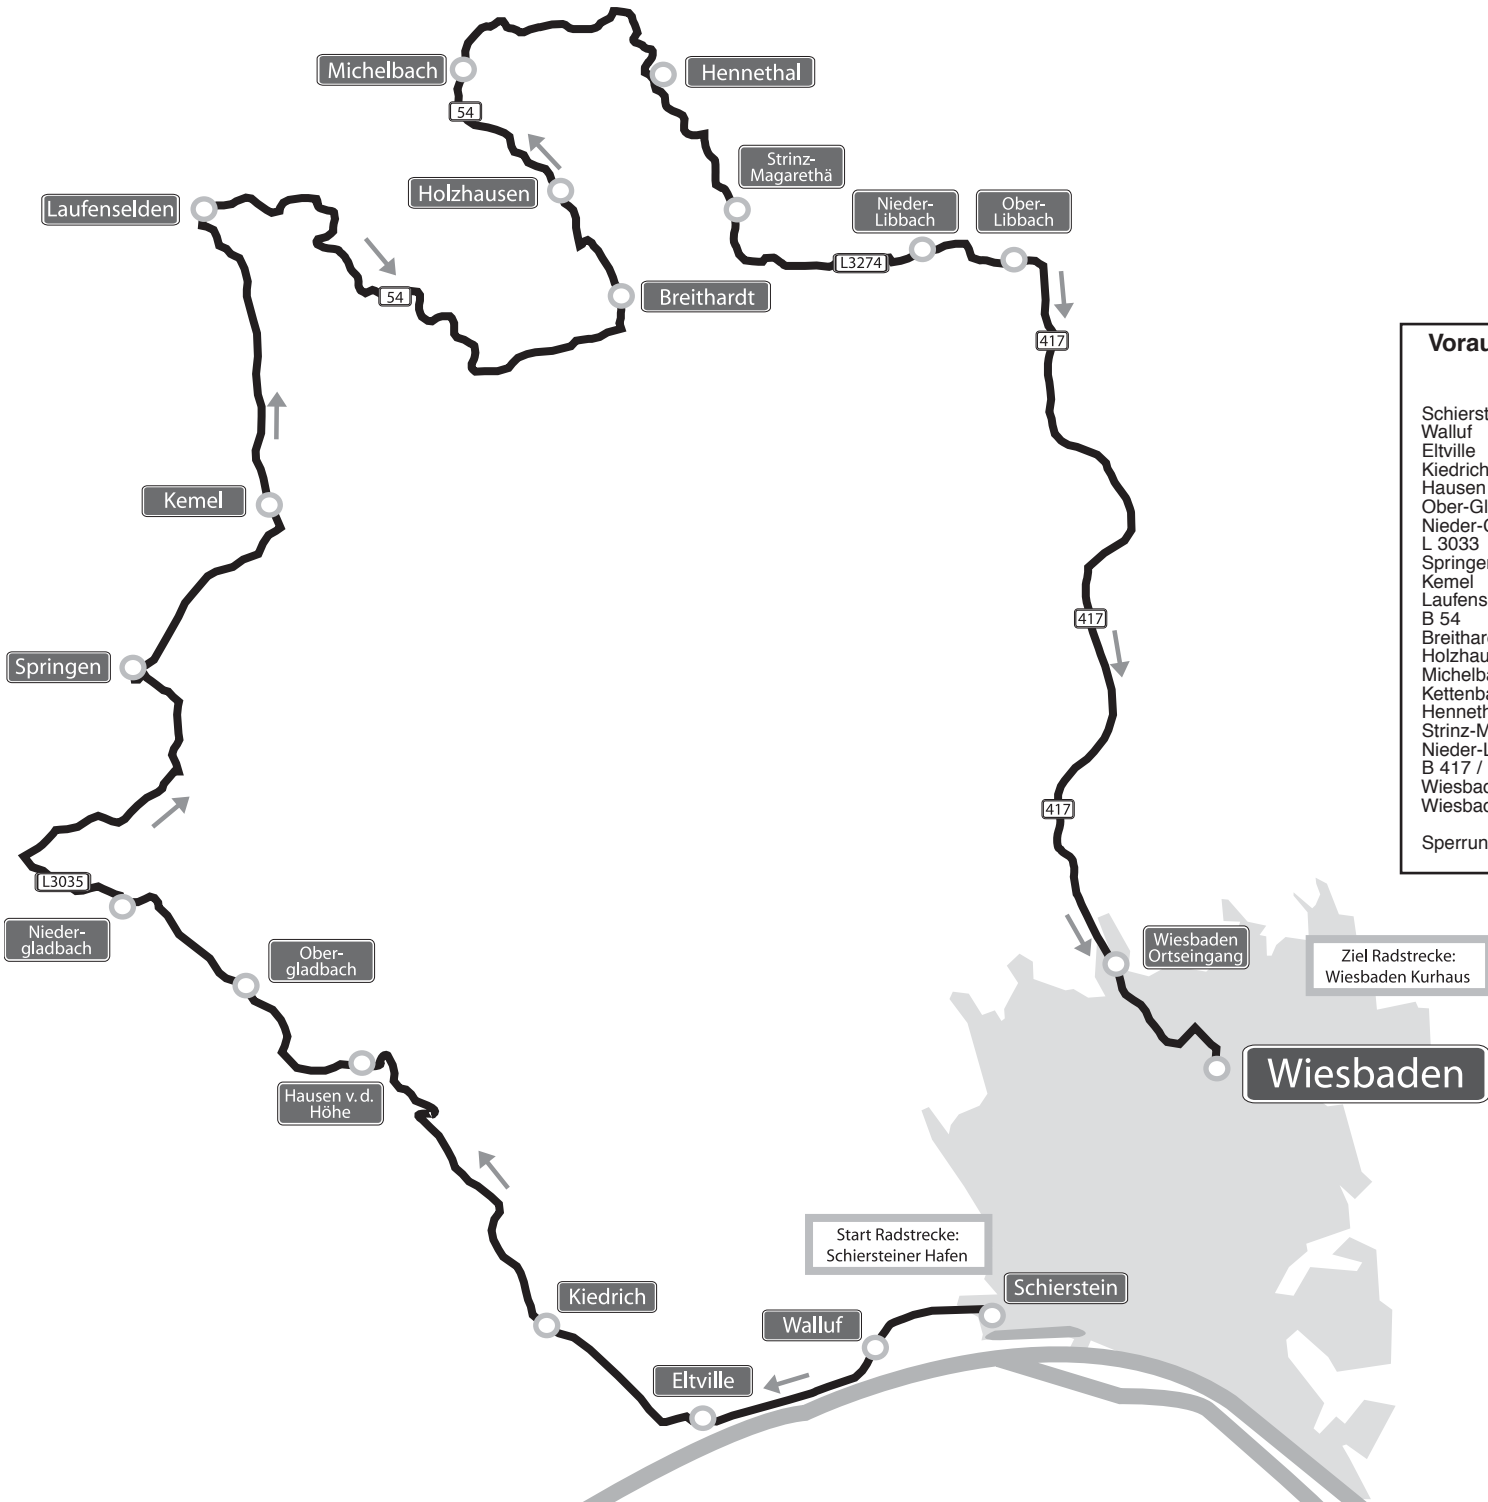 Michelbach
Hennethal
54
Strinz-
Magarethä
Holzhausen
Laufenselden
Nieder-
Libbach
Ober-
Libbach
L3274
54
Breithardt
417
Kemel
417
Springen
417
L3035
Nieder-
gladbach
Ober-
gladbach
Wiesbaden
Ortseingang
Ziel Radstrecke:
Wiesbaden Kurhaus
Wiesbaden
Hausen v. d.
Höhe
Start Radstrecke:
Schiersteiner Hafen
Schierstein
Kiedrich
Walluf
Eltville
Vorau
Schierst
Walluf
Eltville
Kiedrich
Hausen
Ober-Gl
Nieder-G
L 3033
Springen
Kemel
Laufens
B 54
Breithar
Holzhau
Michelba
Kettenba
Henneth
Strinz-M
Nieder-L
B 417 /
Wiesbad
Wiesbad
Sperrun